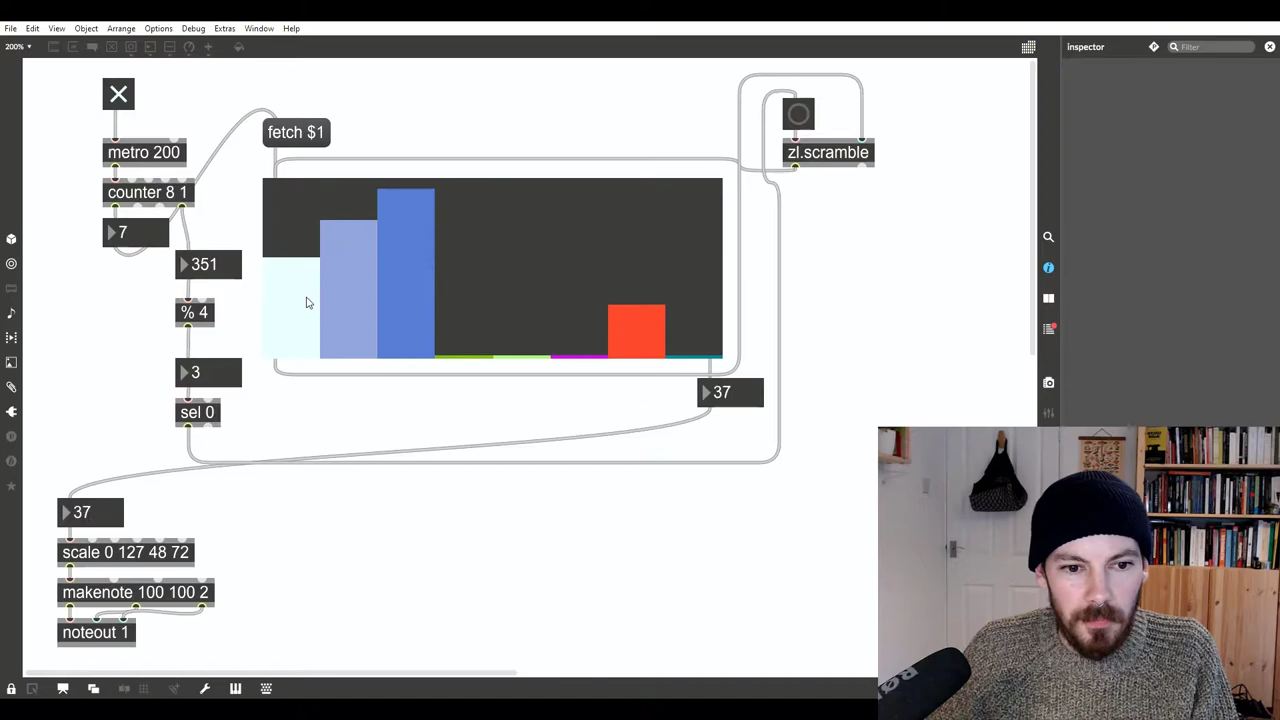 File Edit View Object Arrange Options Debug Extras Window Help
200%
inspector
Filter
fetch $1
metro 200
zl.scramble
counter 8 1
7
351
% 4
3
37
sel 0
37
scale 0 127 48 72
makenote 100 100 2
noteout 1